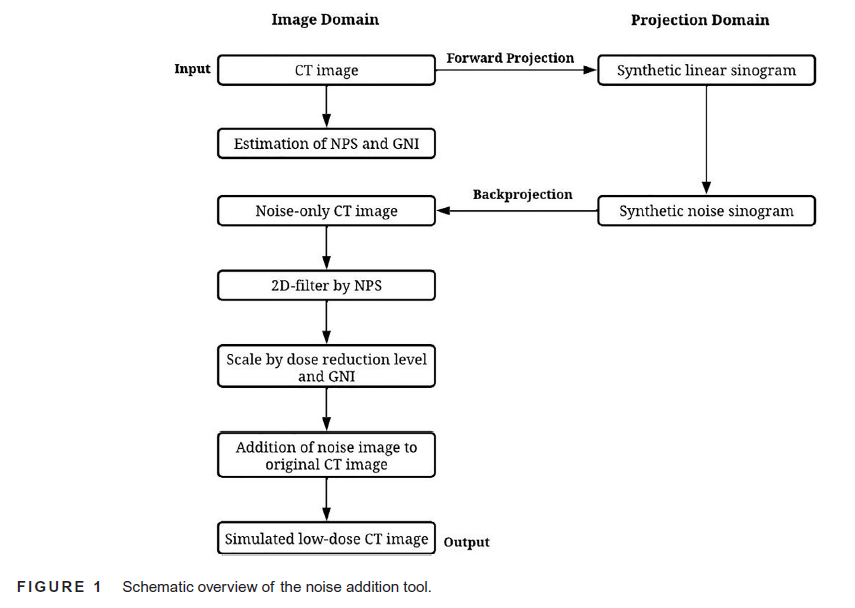 Image Domain
Projection Domain
Input
CT image
Forward Projection
Synthetic linear sinogram
Estimation of NPS and GNI
Noise-only CT image
Backprojection
Synthetic noise sinogram
2D-filter by NPS
Scale by dose reduction level
and GNI
Addition of noise image to
original CT image
Simulated low-dose CT image
Output
FIGURE 1 Schematic overview of the noise addition tool.